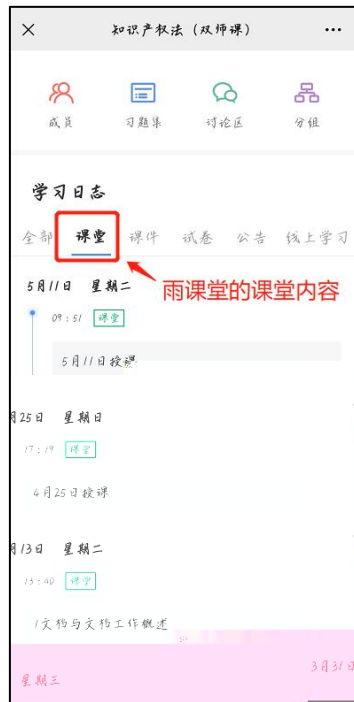 知识产权法（双师课）
成员 习题集 讨论区 分组
学习日志
全部 课堂 课件 试卷 公告 线上学习
5月11日 星期二
雨课堂的课堂内容
09:51 课堂
5月11日授课
月25日 星期日
17:19 课堂
4月25日授课
月13日 星期二
13:40 课堂
1文档与文档工作概述
3月31日
星期三